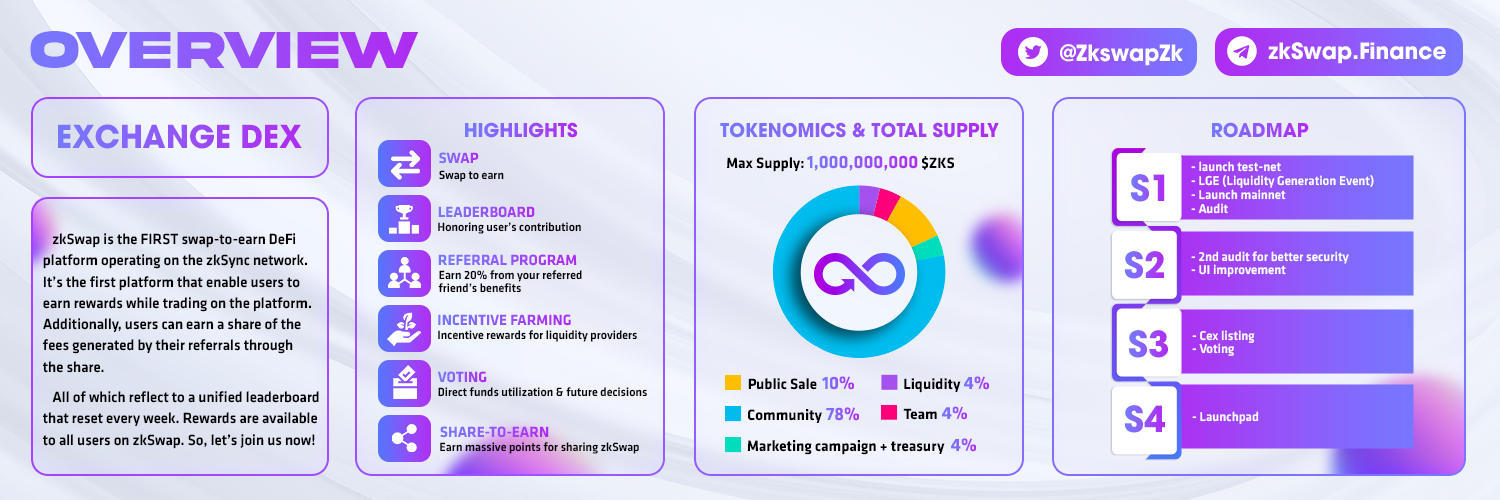 OVERVIEW
@ZkswapZk
zkSwap.Finance
EXCHANGE DEX
zkSwap is the FIRST swap-to-earn DeFi
platform operating on the zkSync network.
It's the first platform that enable users to
earn rewards while trading on the platform.
Additionally, users can earn a share of the
fees generated by their referrals through
the share.
All of which reflect to a unified leaderboard
that reset every week. Rewards are available
to all users on zkSwap. So, let's join us now!
HIGHLIGHTS
SWAP
Swap to earn
LEADERBOARD
Honoring user's contribution
REFERRAL PROGRAM
Earn 20% from your referred
friend's benefits
INCENTIVE FARMING
Incentive rewards for liquidity providers
VOTING
Direct funds utilization & future decisions
SHARE-TO-EARN
Earn massive points for sharing zkSwap
TOKENOMICS & TOTAL SUPPLY
Max Supply: 1,000,000,000 $ZKS
Public Sale 10%
Liquidity 4%
Community 78%
Team 4%
Marketing campaign + treasury 4%
ROADMAP
S1
- launch test-net
- LGE (Liquidity Generation Event)
- Launch mainnet
- Audit
S2
- 2nd audit for better security
- UI improvement
S3
- Cex listing
- Voting
S4
- Launchpad